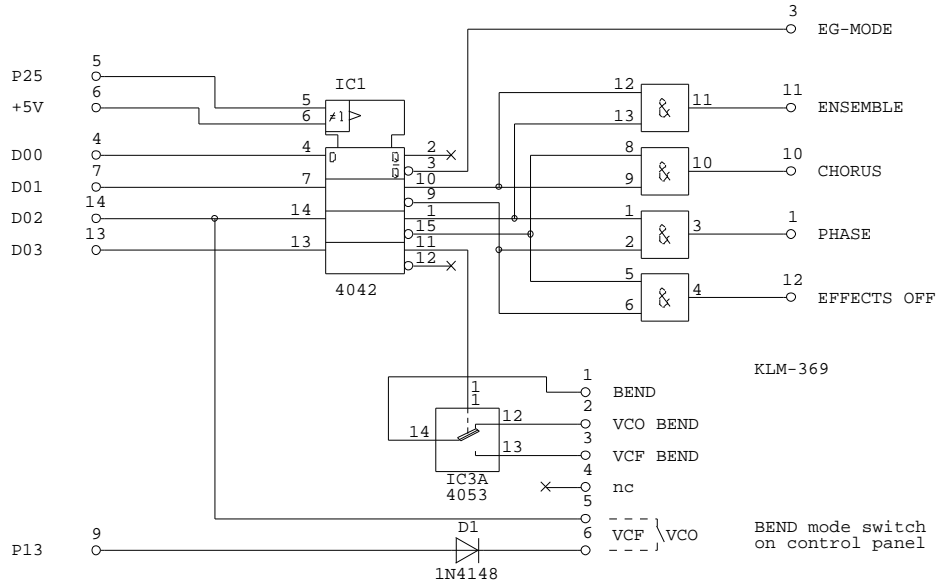 3
EG-MODE
P25 5
+5V 6
IC1
5
6
≠1
D00 4 4 D Q 2
Q 3
D01 7 7 10
9
D02 14 14 1
15
D03 13 13 11
12
4042
12
13
&
11 11 ENSEMBLE
8
9
&
10 10 CHORUS
1
2
&
3 1 PHASE
5
6
&
4 12 EFFECTS OFF
KLM-369
1
1
14
12
13
IC3A
4053
1 BEND
2 VCO BEND
3 VCF BEND
4 nc
5
6
VCF VCO
BEND mode switch
on control panel
P13 9
D1
1N4148